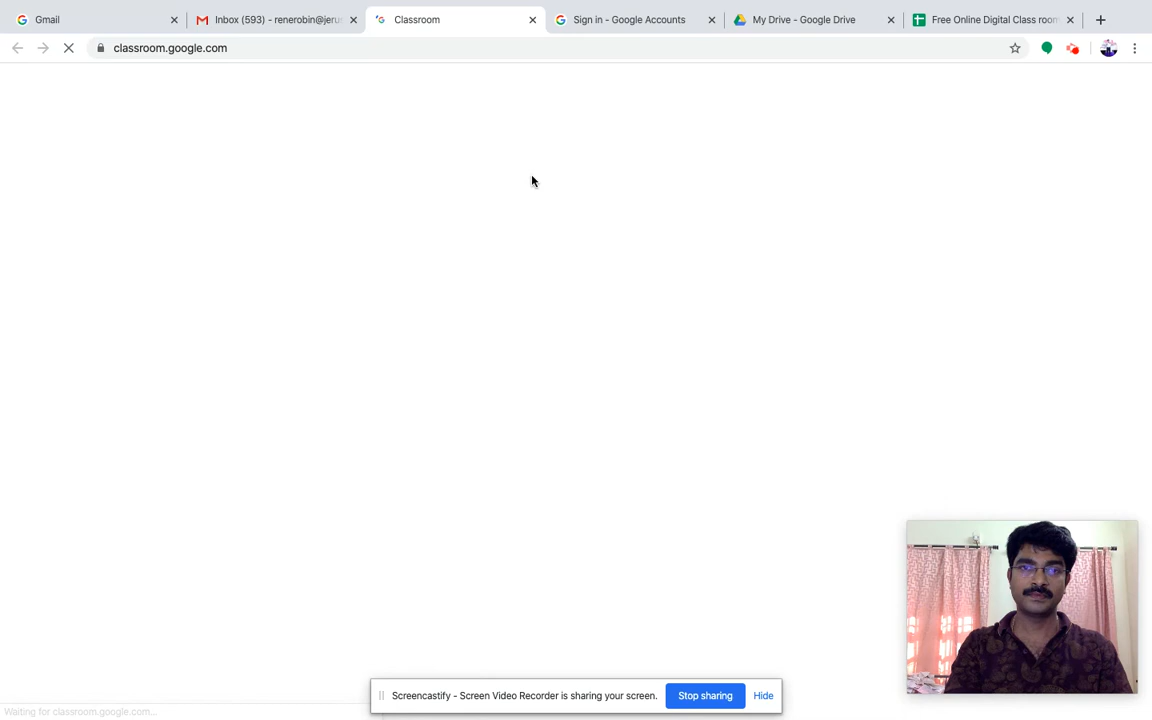 Gmail
Inbox (593) - renerobin@jerus
Classroom
Sign in - Google Accounts
My Drive - Google Drive
Free Online Digital Class room
classroom.google.com
Screencastify - Screen Video Recorder is sharing your screen.
Stop sharing
Hide
Waiting for classroom.google.com...